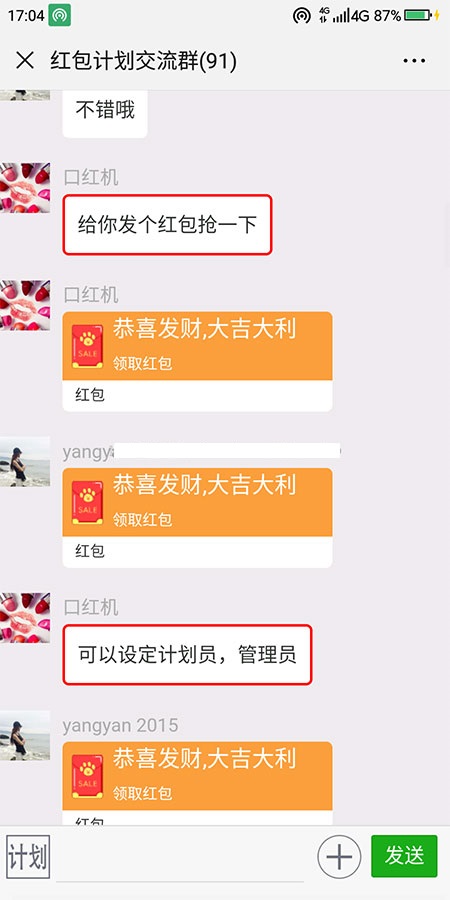 17:04
4G 4G 87%
红包计划交流群(91)
不错哦
口红机
给你发个红包抢一下
口红机
恭喜发财,大吉大利
SALE
领取红包
红包
yangy
恭喜发财,大吉大利
SALE
领取红包
红包
口红机
可以设定计划员，管理员
yangyan 2015
恭喜发财,大吉大利
SALE
领取红包
红包
计划
发送